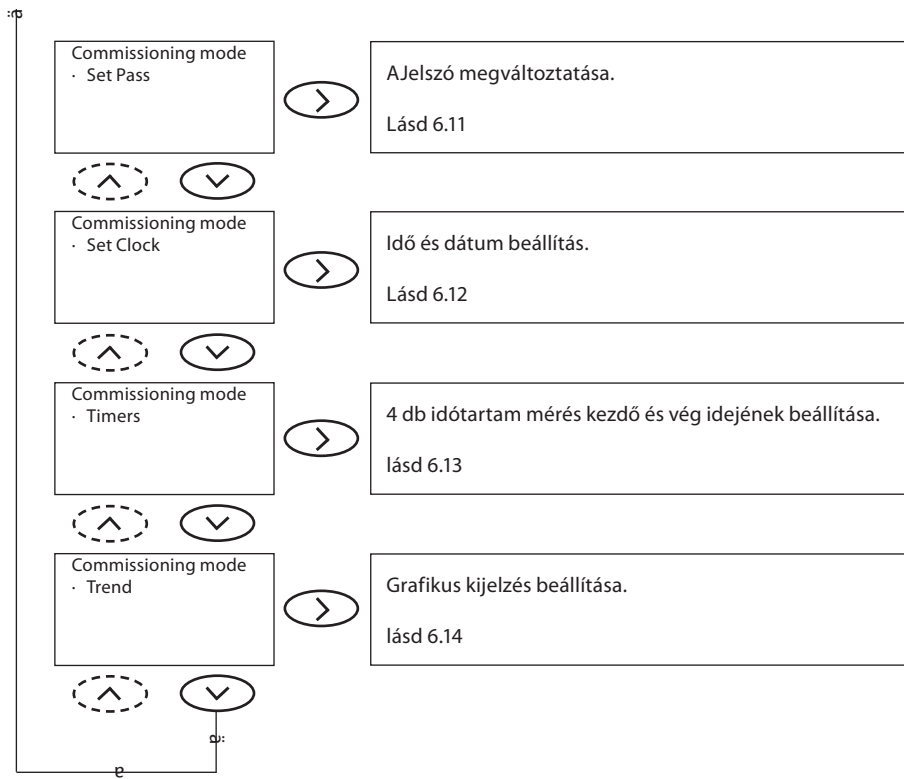 Commissioning mode
· Set Pass
AJelszó megváltoztatása.
Lásd 6.11
Commissioning mode
· Set Clock
Idő és dátum beállítás.
Lásd 6.12
Commissioning mode
· Timers
4 db idótartam mérés kezdő és vég idejének beállítása.
lásd 6.13
Commissioning mode
· Trend
Grafikus kijelzés beállítása.
lásd 6.14